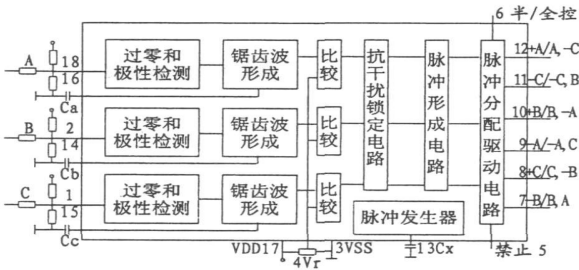 6 半/全控
A
18
16
Ca
过零和
极性检测
锯齿波
形成
比较
抗干扰锁定电路
脉冲形成电路
脉冲分配驱动电路
12+A/A, -C
11-C/-C, B
10+B/B, -A
9-A/-A, C
8+C/C, -B
7-B/B, A
B
2
14
Cb
过零和
极性检测
锯齿波
形成
比较
C
1
15
Cc
过零和
极性检测
锯齿波
形成
比较
脉冲发生器
VDD17
4Vr
3VSS
13Cx
禁止 5